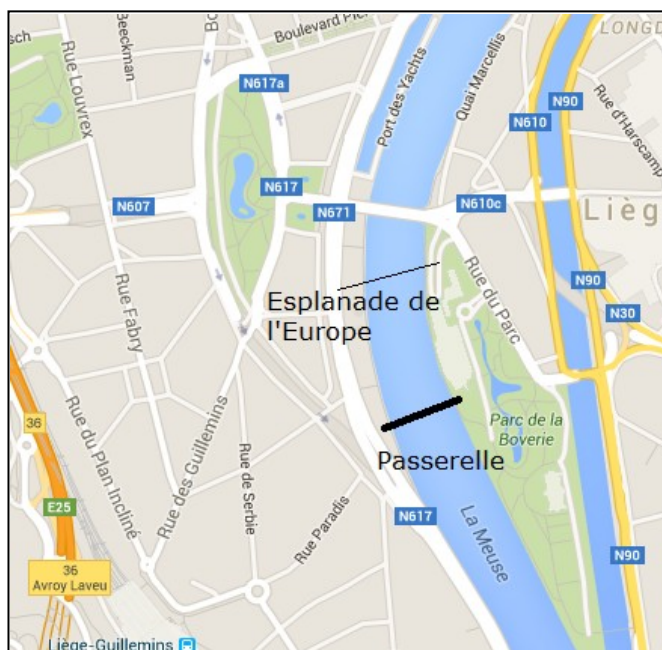 Beeckman
Rue Louvrex
Boulevard Pie
LONGD
N617a
Port des Yachts
Quai Marcellis
N90
N610
Rue d'Harscamp
N617
N607
N671
N610c
Lièg
Rue du Parc
N90
N30
Esplanade de
l'Europe
Rue Fabry
Rue des Guillemins
36
Parc de la
Boverie
Passerelle
Rue du Plan Incliné
Rue de Serbie
Rue Paradis
E25
N617
La Meuse
N90
36
Avroy Laveu
Liège-Guillemins